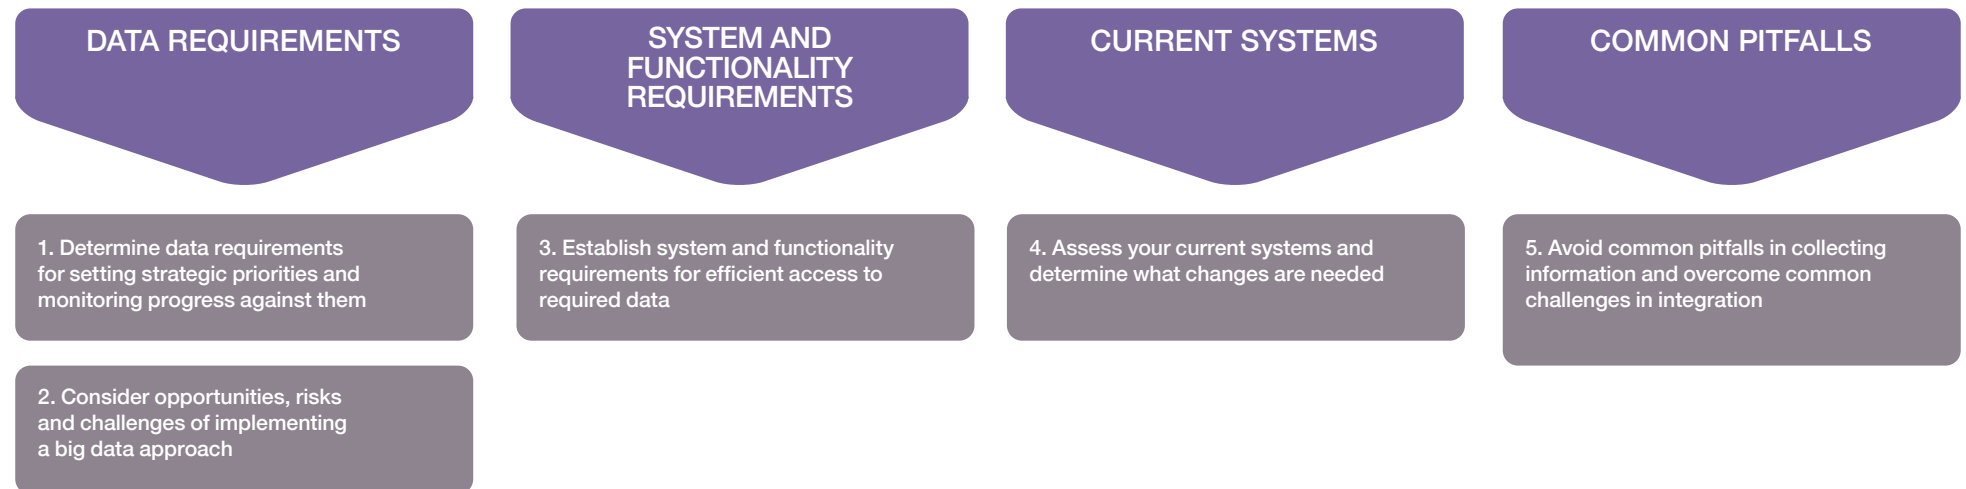 DATA REQUIREMENTS
1. Determine data requirements
for setting strategic priorities and
monitoring progress against them
2. Consider opportunities, risks
and challenges of implementing
a big data approach
SYSTEM AND
FUNCTIONALITY
REQUIREMENTS
3. Establish system and functionality
requirements for efficient access to
required data
CURRENT SYSTEMS
4. Assess your current systems and
determine what changes are needed
COMMON PITFALLS
5. Avoid common pitfalls in collecting
information and overcome common
challenges in integration